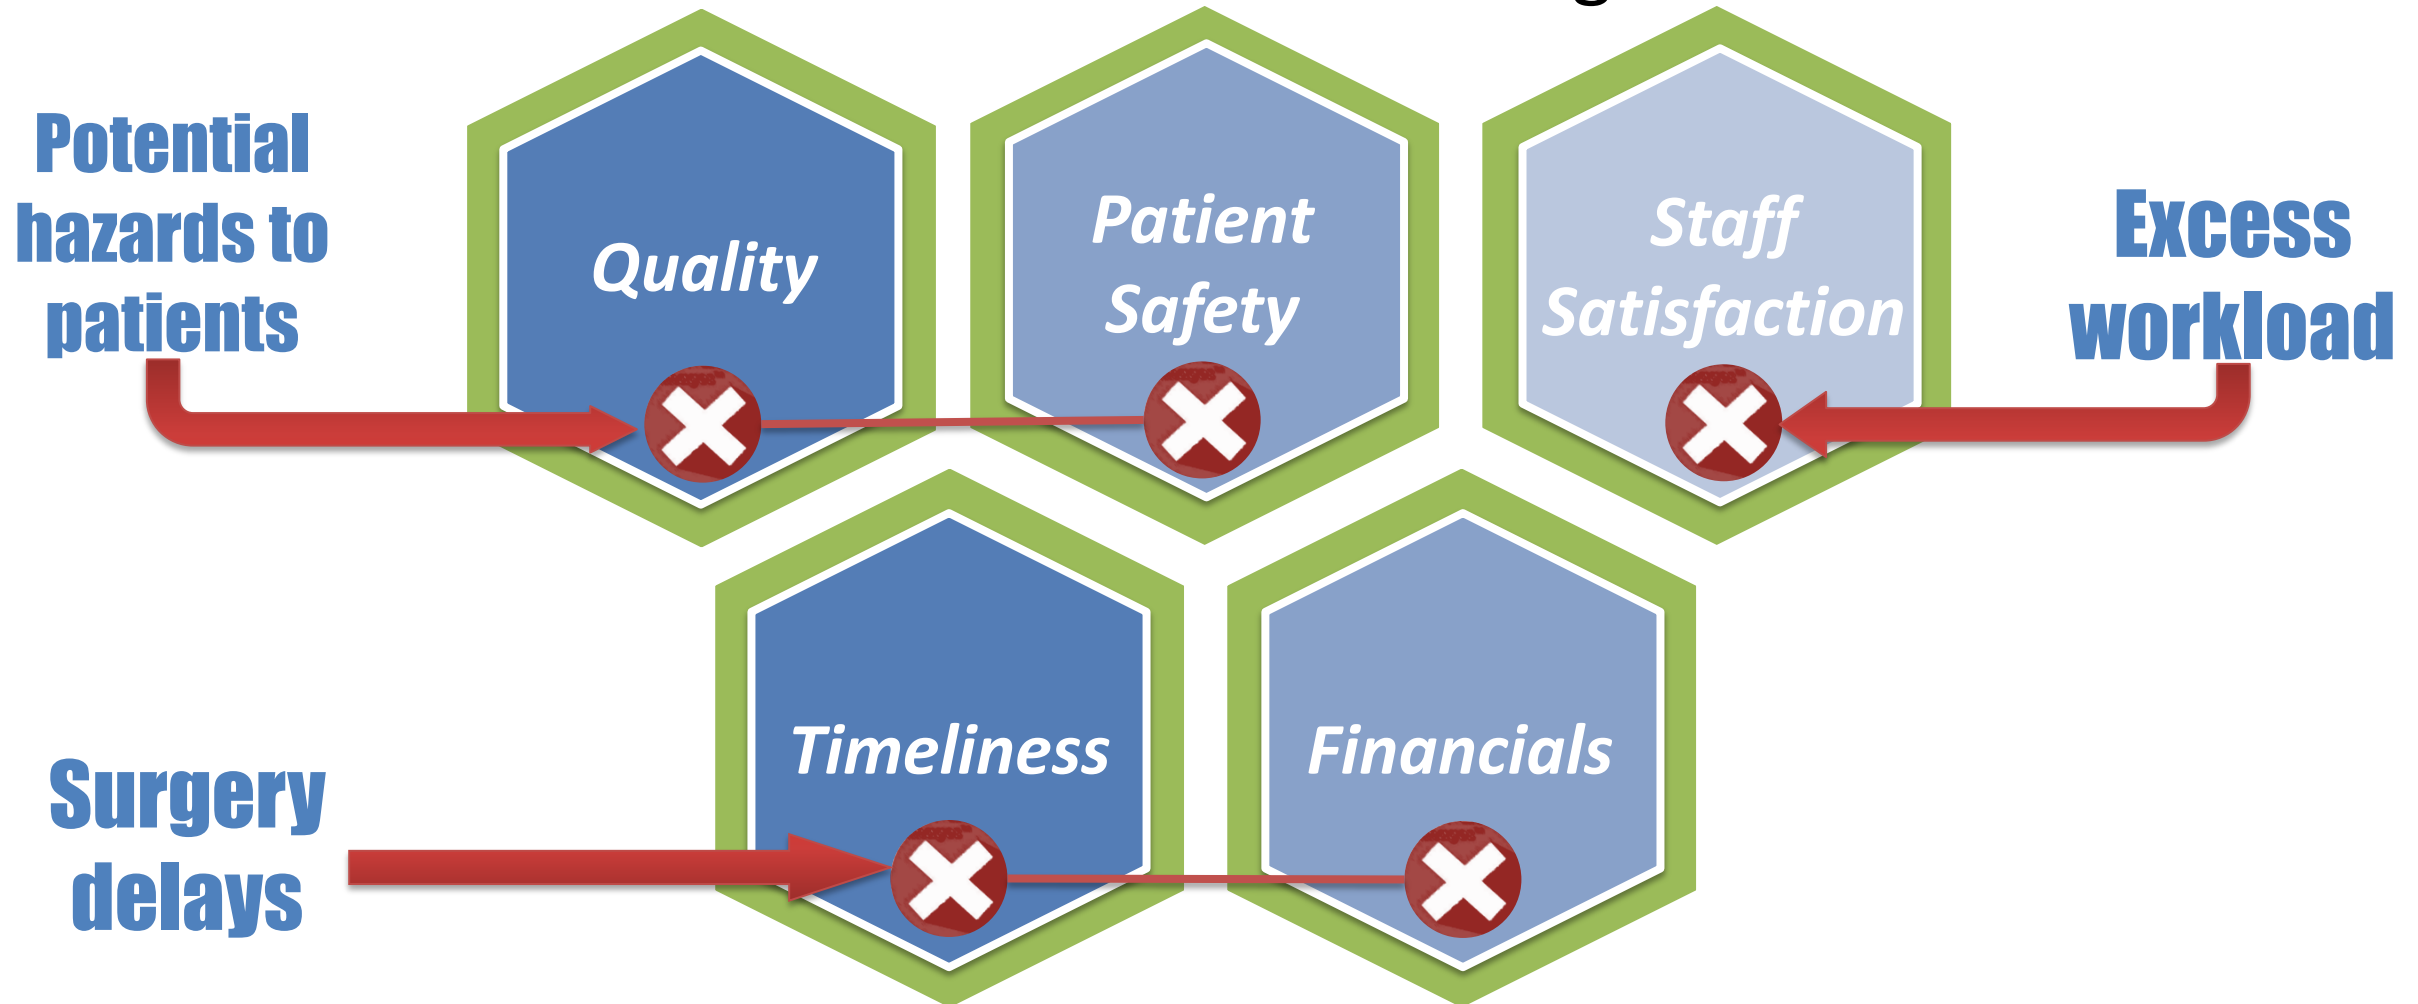 Potential
hazards to
patients
Quality
Patient
Safety
Staff
Satisfaction
Excess
workload
Surgery
delays
Timeliness
Financials